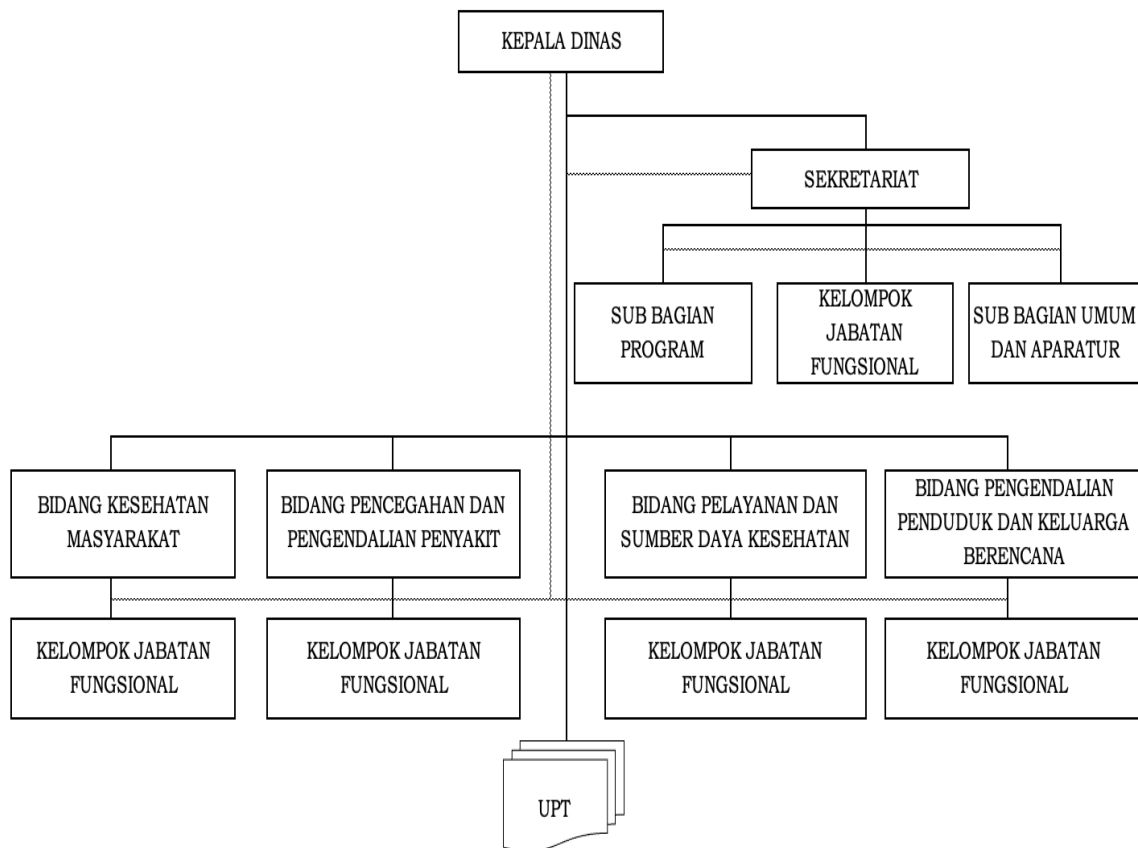 KEPALA DINAS
SEKRETARIAT
SUB BAGIAN
PROGRAM
KELOMPOK
JABATAN
FUNGSIONAL
SUB BAGIAN UMUM
DAN APARATUR
BIDANG KESEHATAN
MASYARAKAT
BIDANG PENCEGAHAN DAN
PENGENDALIAN PENYAKIT
BIDANG PELAYANAN DAN
SUMBER DAYA KESEHATAN
BIDANG PENGENDALIAN
PENDUDUK DAN KELUARGA
BERENCANA
KELOMPOK JABATAN
FUNGSIONAL
KELOMPOK JABATAN
FUNGSIONAL
KELOMPOK JABATAN
FUNGSIONAL
KELOMPOK JABATAN
FUNGSIONAL
UPT